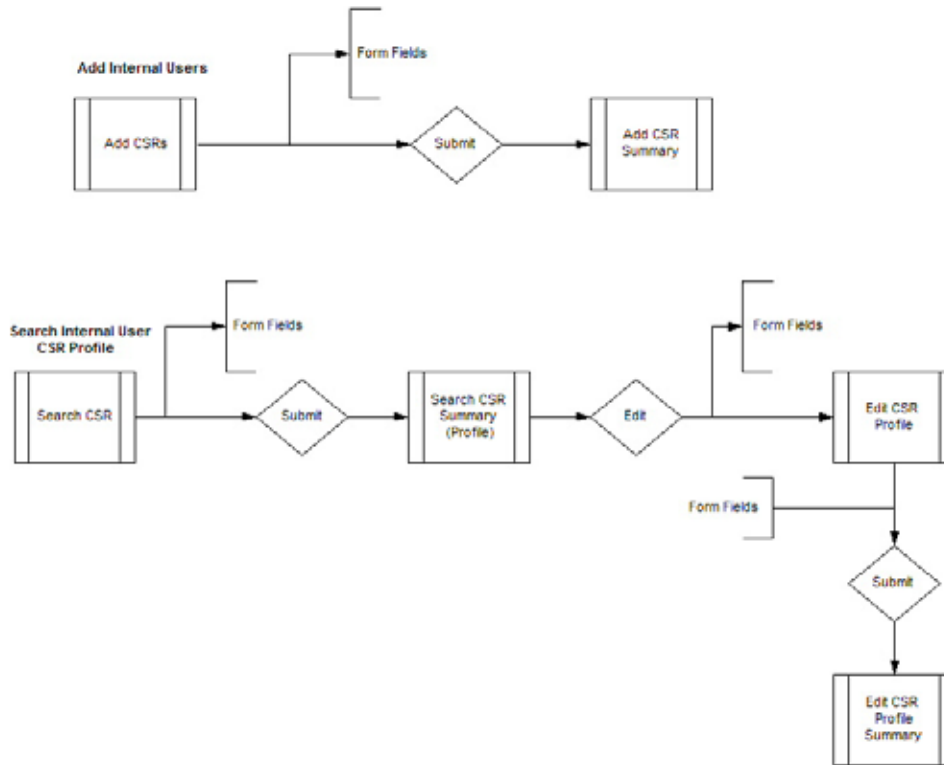 Form Fields
Add Internal Users
Add CSRs
Submit
Add CSR
Summary
Form Fields
Form Fields
Search Internal User
CSR Profile
Search CSR
Submit
Search CSR
Summary
(Profile)
Edit
Edit CSR
Profile
Form Fields
Submit
Edit CSR
Profile
Summary